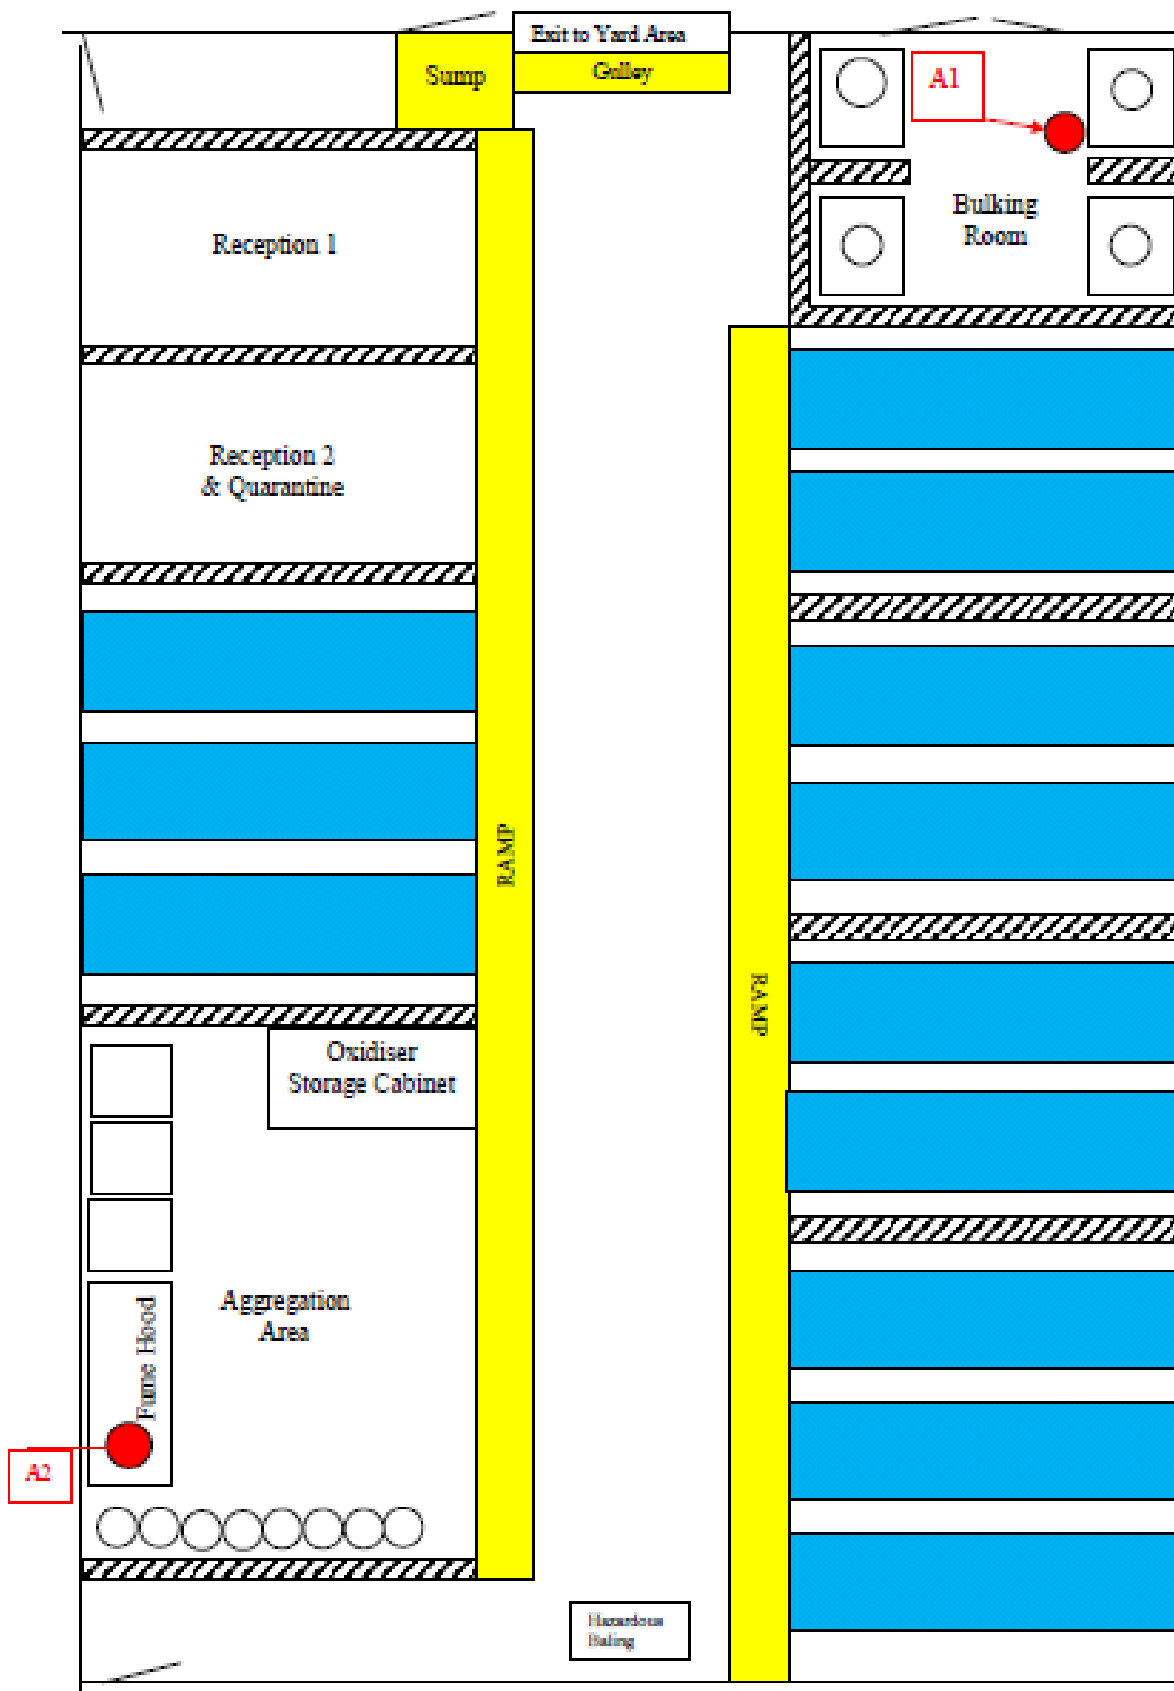 Exit to Yard Area
Sump
Gulley
A1
Bulking
Room
Reception 1
Reception 2
& Quarantine
RAMP
RAMP
Oxidiser
Storage Cabinet
Aggregation
Area
Fume Hood
A2
Hazardous
Baling